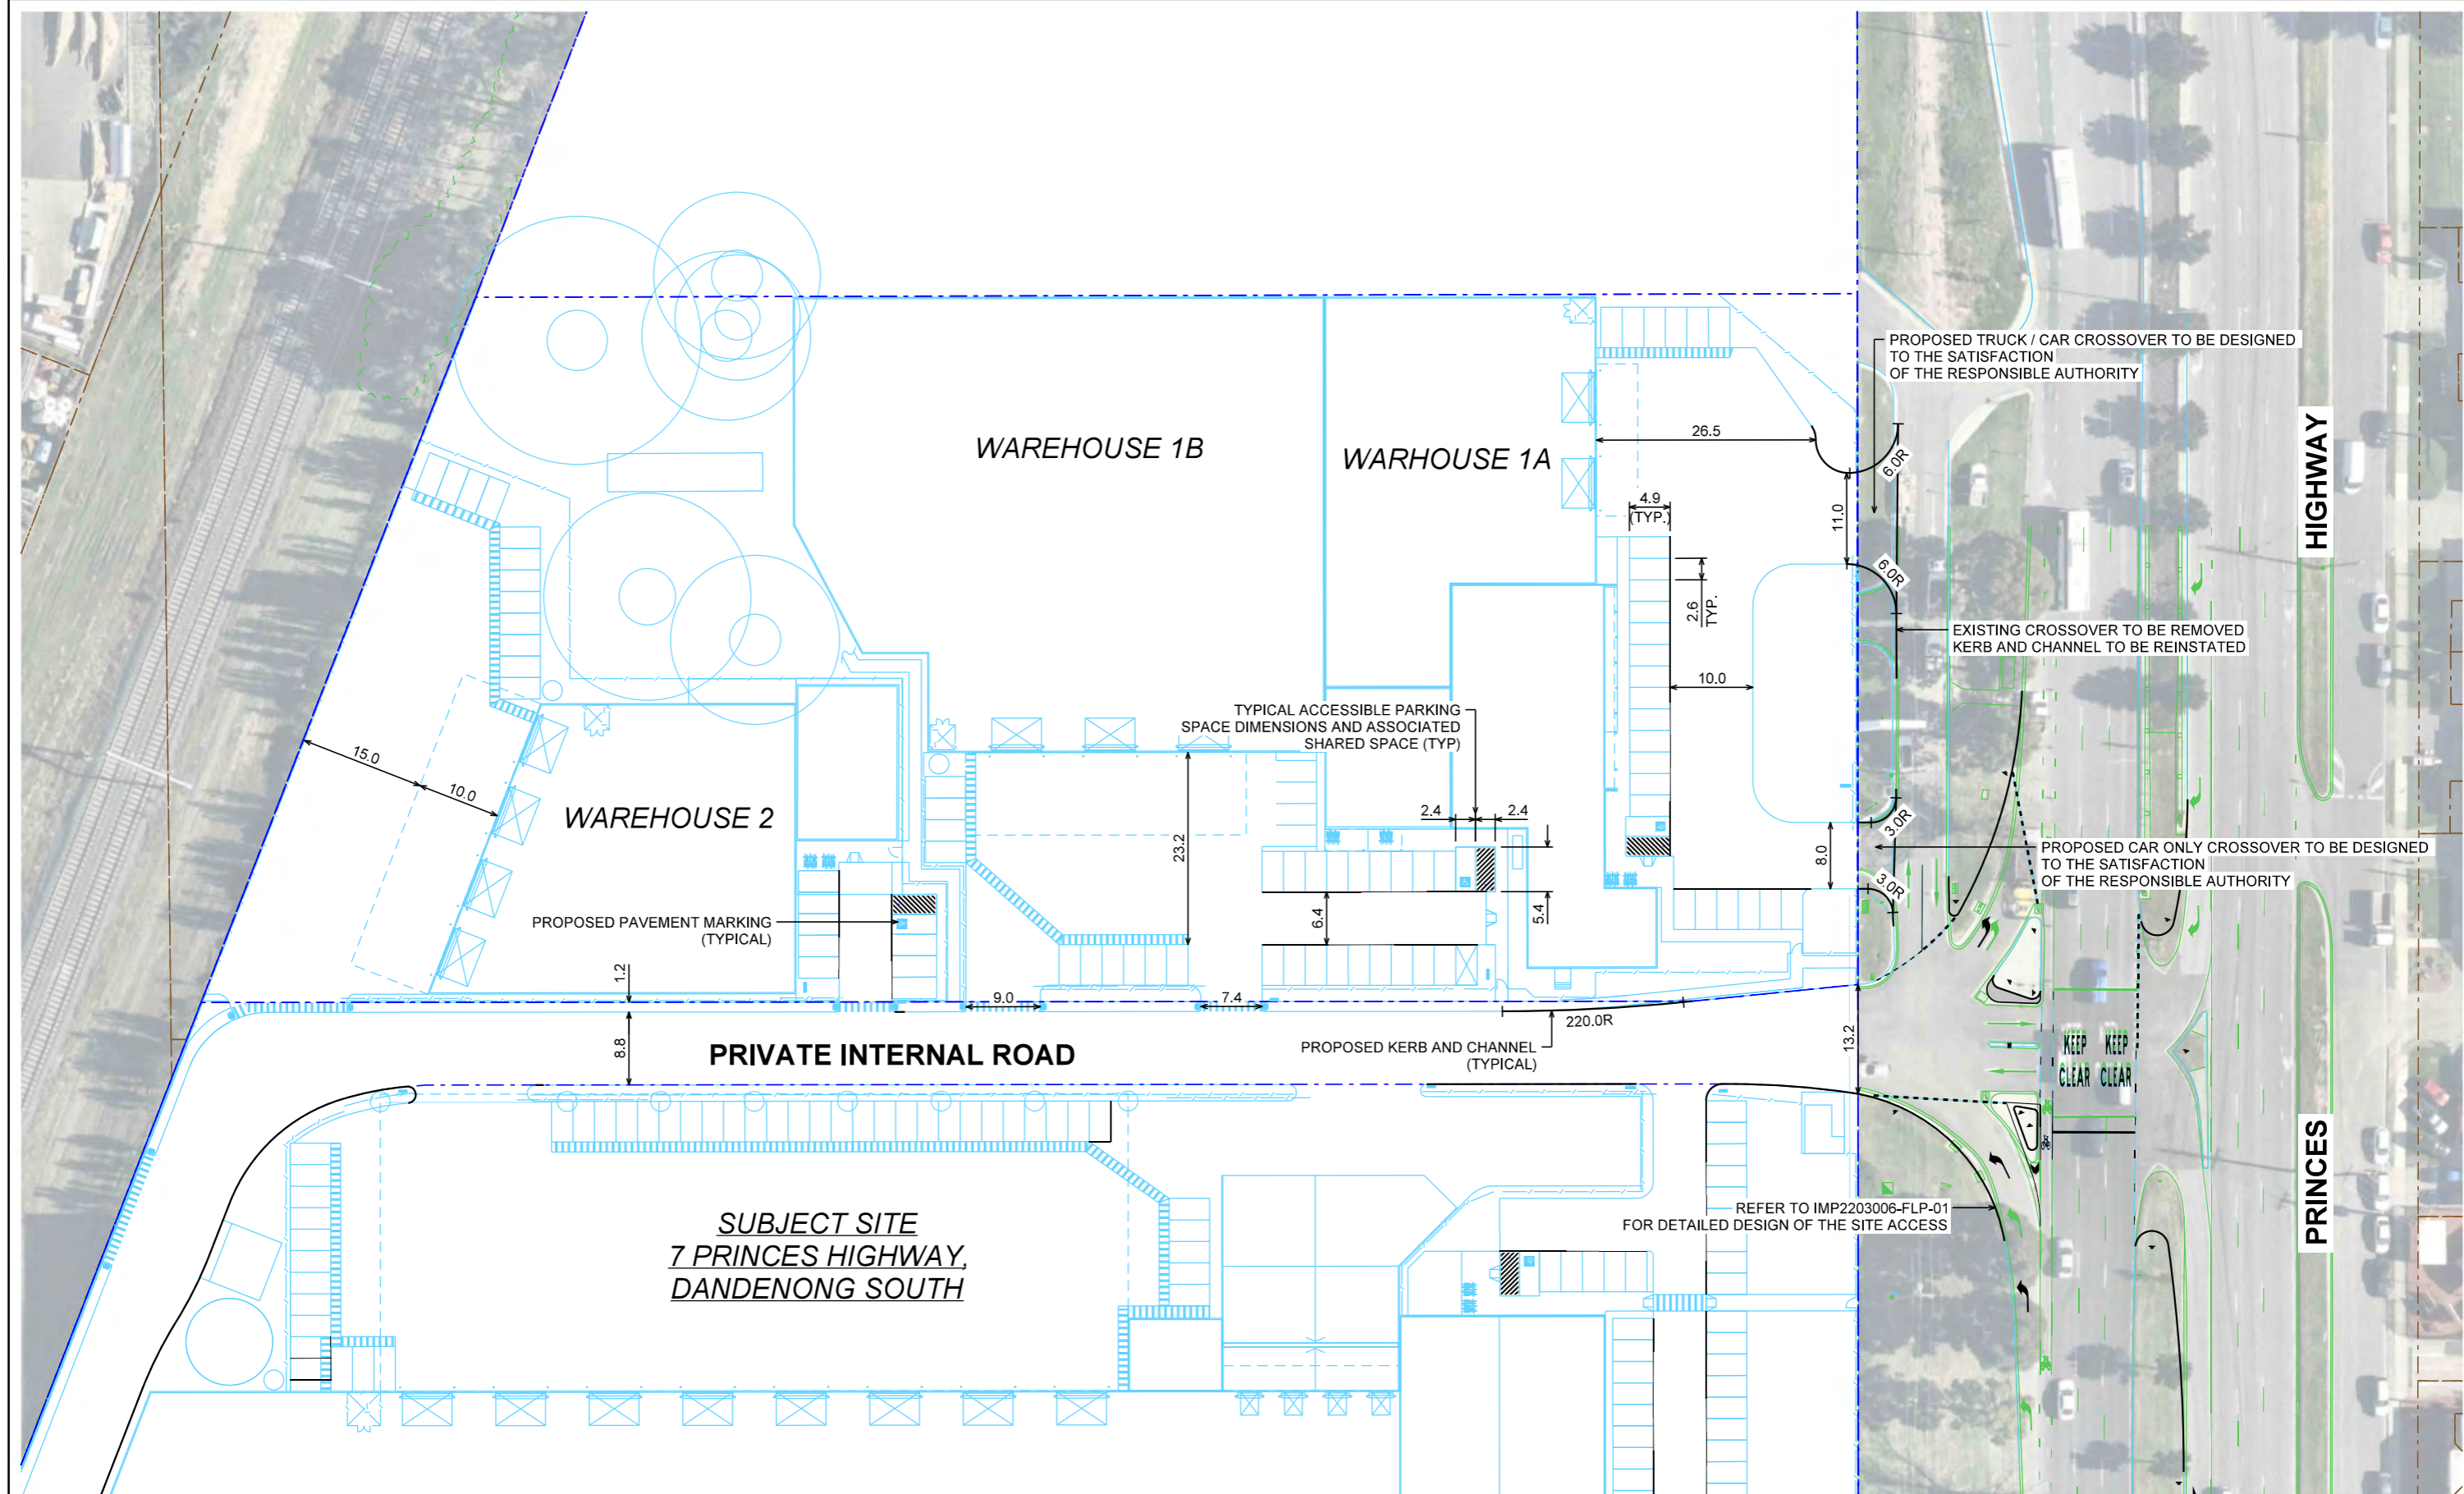 PROPOSED TRUCK / CAR CROSSOVER TO BE DESIGNED
TO THE SATISFACTION
OF THE RESPONSIBLE AUTHORITY
HIGHWAY
WAREHOUSE 1B
WARHOUSE 1A
26.5
6.0R
4.9
(TYP.)
11.0
6.0R
2.6
TYP.
EXISTING CROSSOVER TO BE REMOVED
KERB AND CHANNEL TO BE REINSTATED
10.0
TYPICAL ACCESSIBLE PARKING
SPACE DIMENSIONS AND ASSOCIATED
SHARED SPACE (TYP)
15.0
10.0
WAREHOUSE 2
23.2
2.4
2.4
3.0R
8.0
PROPOSED CAR ONLY CROSSOVER TO BE DESIGNED
TO THE SATISFACTION
OF THE RESPONSIBLE AUTHORITY
3.0R
5.4
6.4
PROPOSED PAVEMENT MARKING
(TYPICAL)
1.2
9.0
7.4
220.0R
8.8
PRIVATE INTERNAL ROAD
PROPOSED KERB AND CHANNEL
(TYPICAL)
13.2
KEEP
CLEAR
KEEP
CLEAR
PRINCES
SUBJECT SITE
7 PRINCES HIGHWAY,
DANDENONG SOUTH
REFER TO IMP2203006-FLP-01
FOR DETAILED DESIGN OF THE SITE ACCESS